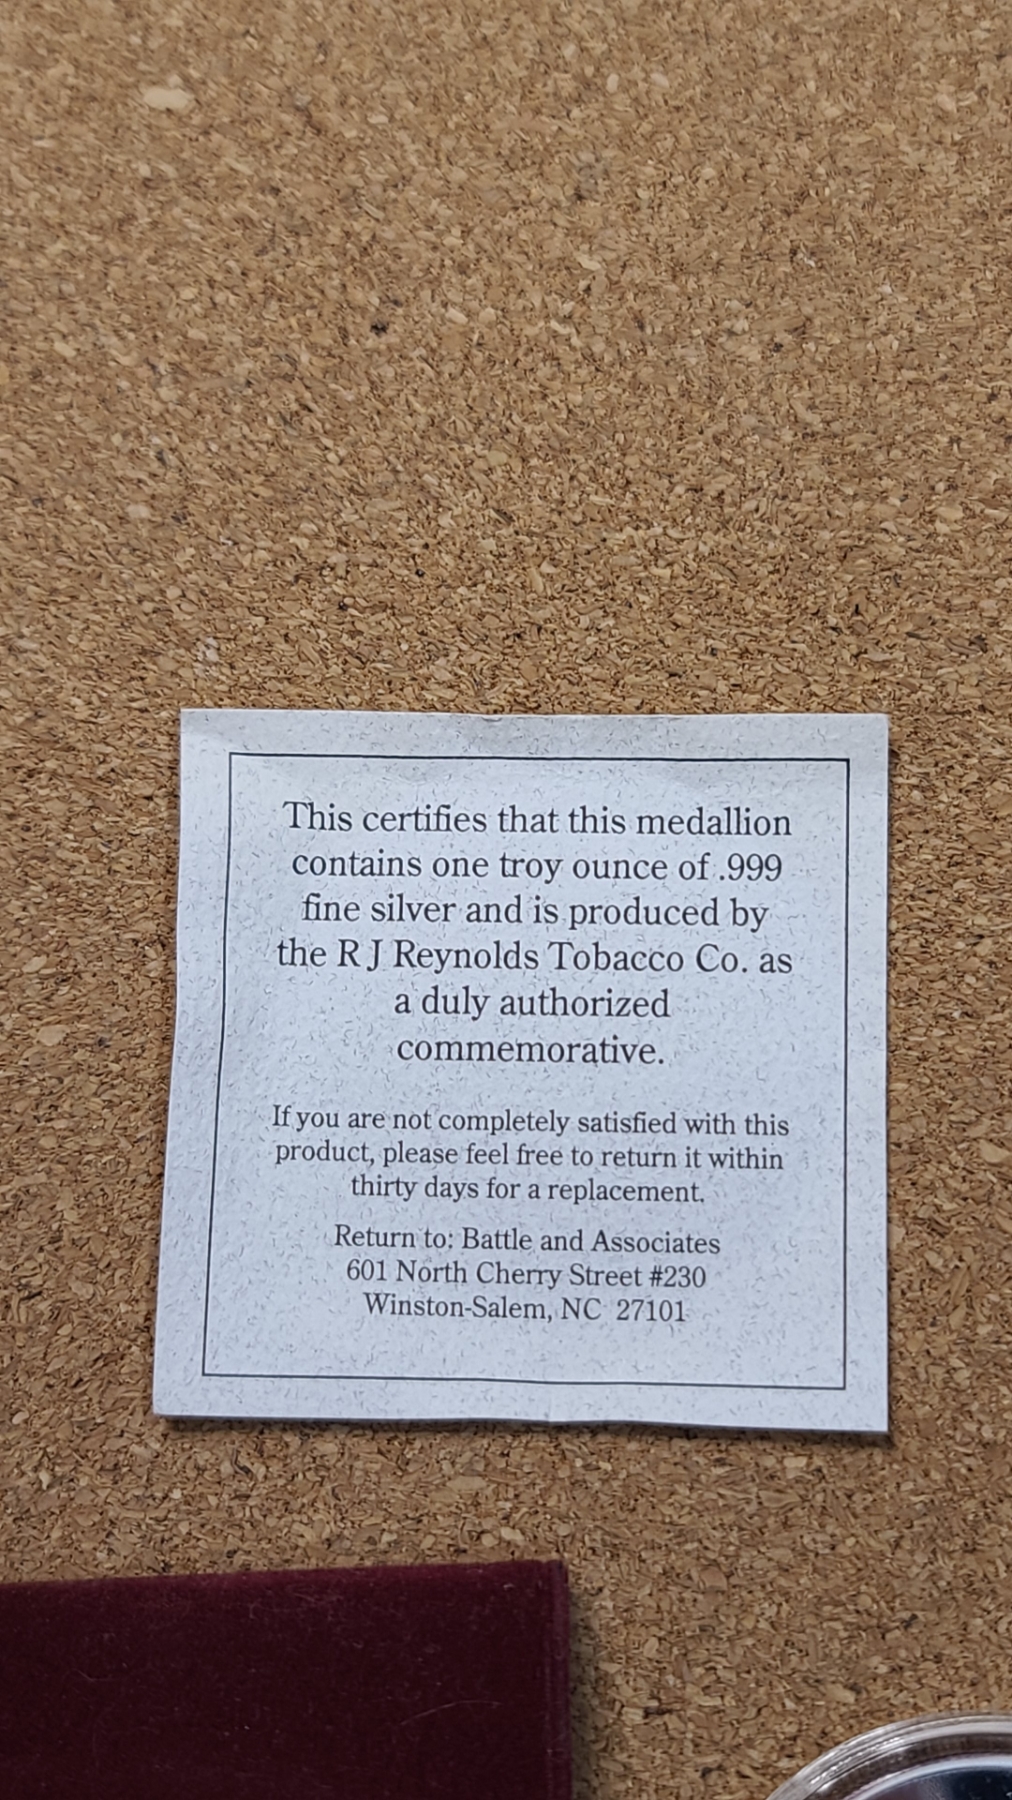 This certifies that this medallion
contains one troy ounce of .999
fine silver and is produced by
the R J Reynolds Tobacco Co. as
a duly authorized
commemorative.
If you are not completely satisfied with this
product, please feel free to return it within
thirty days for a replacement.
Return to: Battle and Associates
601 North Cherry Street #230
Winston-Salem, NC 27101